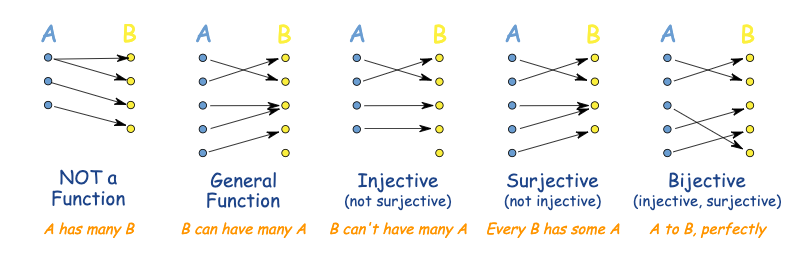 A B A B A B A B A B
NOT a
Function
A has many B
General
Function
B can have many A
Injective
(not surjective)
B can't have many A
Surjective
(not injective)
Every B has some A
Bijective
(injective, surjective)
A to B, perfectly